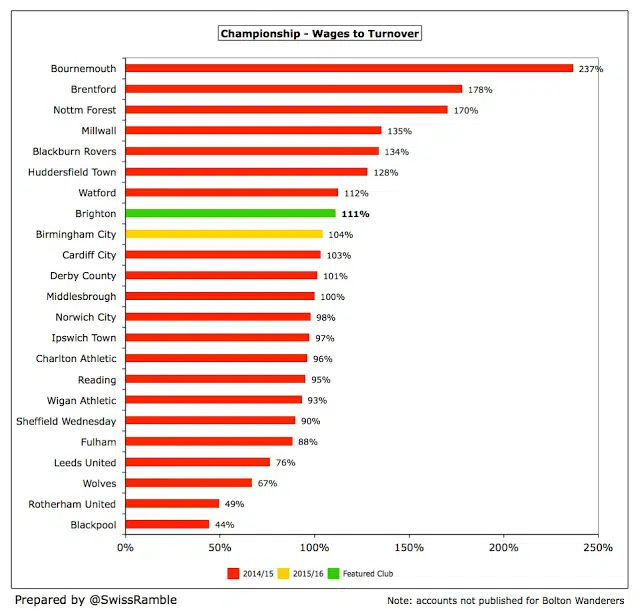 Championship - Wages to Turnover
Bournemouth 237%
Brentford 178%
Nottm Forest 170%
Millwall 135%
Blackburn Rovers 134%
Huddersfield Town 128%
Watford 112%
Brighton 111%
Birmingham City 104%
Cardiff City 103%
Derby County 101%
Middlesbrough 100%
Norwich City 98%
Ipswich Town 97%
Charlton Athletic 96%
Reading 95%
Wigan Athletic 93%
Sheffield Wednesday 90%
Fulham 88%
Leeds United 76%
Wolves 67%
Rotherham United 49%
Blackpool 44%
0% 50% 100% 150% 200% 250%
2014/15 2015/16 Featured Club
Prepared by @SwissRamble Note: accounts not published for Bolton Wanderers